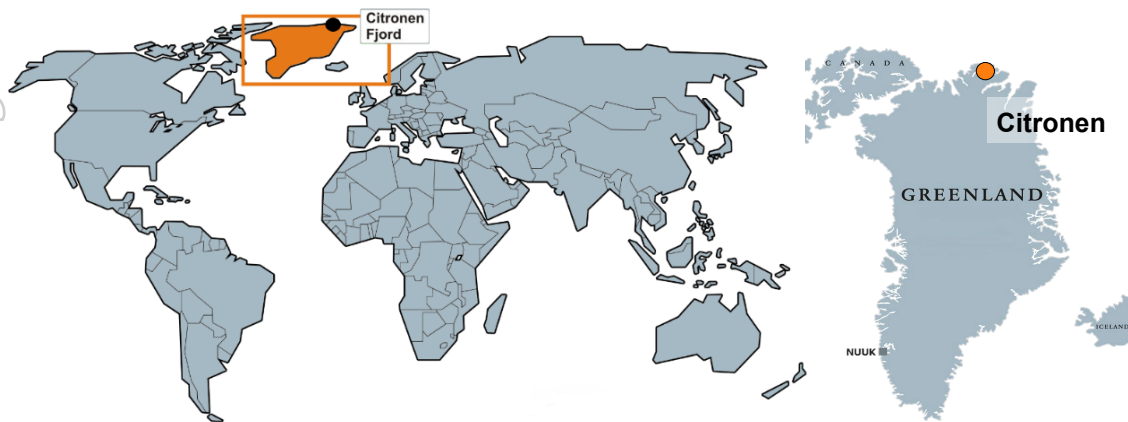 Citronen
Fjord
CANADA
Citronen
GREENLAND
ICELAND
NUUK